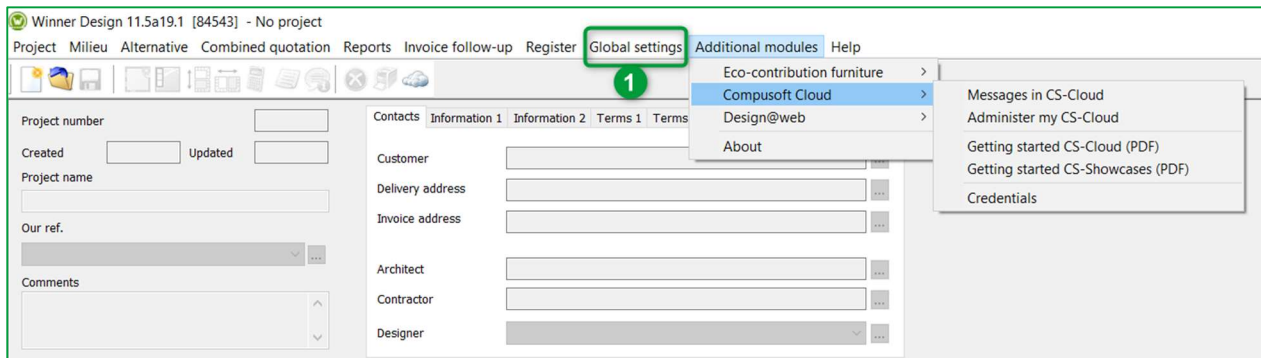 Winner Design 11.5a19.1 [84543] - No project
Project Milieu Alternative Combined quotation Reports Invoice follow-up Register Global settings Additional modules Help
1
Eco-contribution furniture >
Compusoft Cloud >
Design@web >
About
Messages in CS-Cloud
Administer my CS-Cloud
Getting started CS-Cloud (PDF)
Getting started CS-Showcases (PDF)
Credentials
Project number
Created Updated
Project name
Our ref.
...
Comments
Contacts Information 1 Information 2 Terms 1 Terms
Customer ...
Delivery address ...
Invoice address ...
Architect ...
Contractor ...
Designer ...